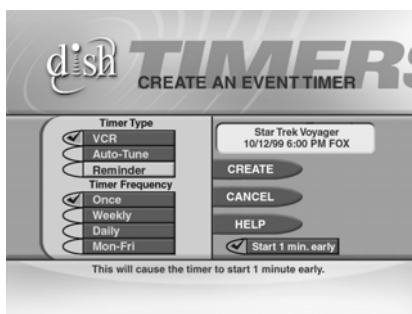 dish
TIMERS
CREATE AN EVENT TIMER
Timer Type
VCR
Auto-Tune
Reminder
Timer Frequency
Once
Weekly
Daily
Mon-Fri
Star Trek Voyager
10/12/99 6:00 PM FOX
CREATE
CANCEL
HELP
Start 1 min. early
This will cause the timer to start 1 minute early.